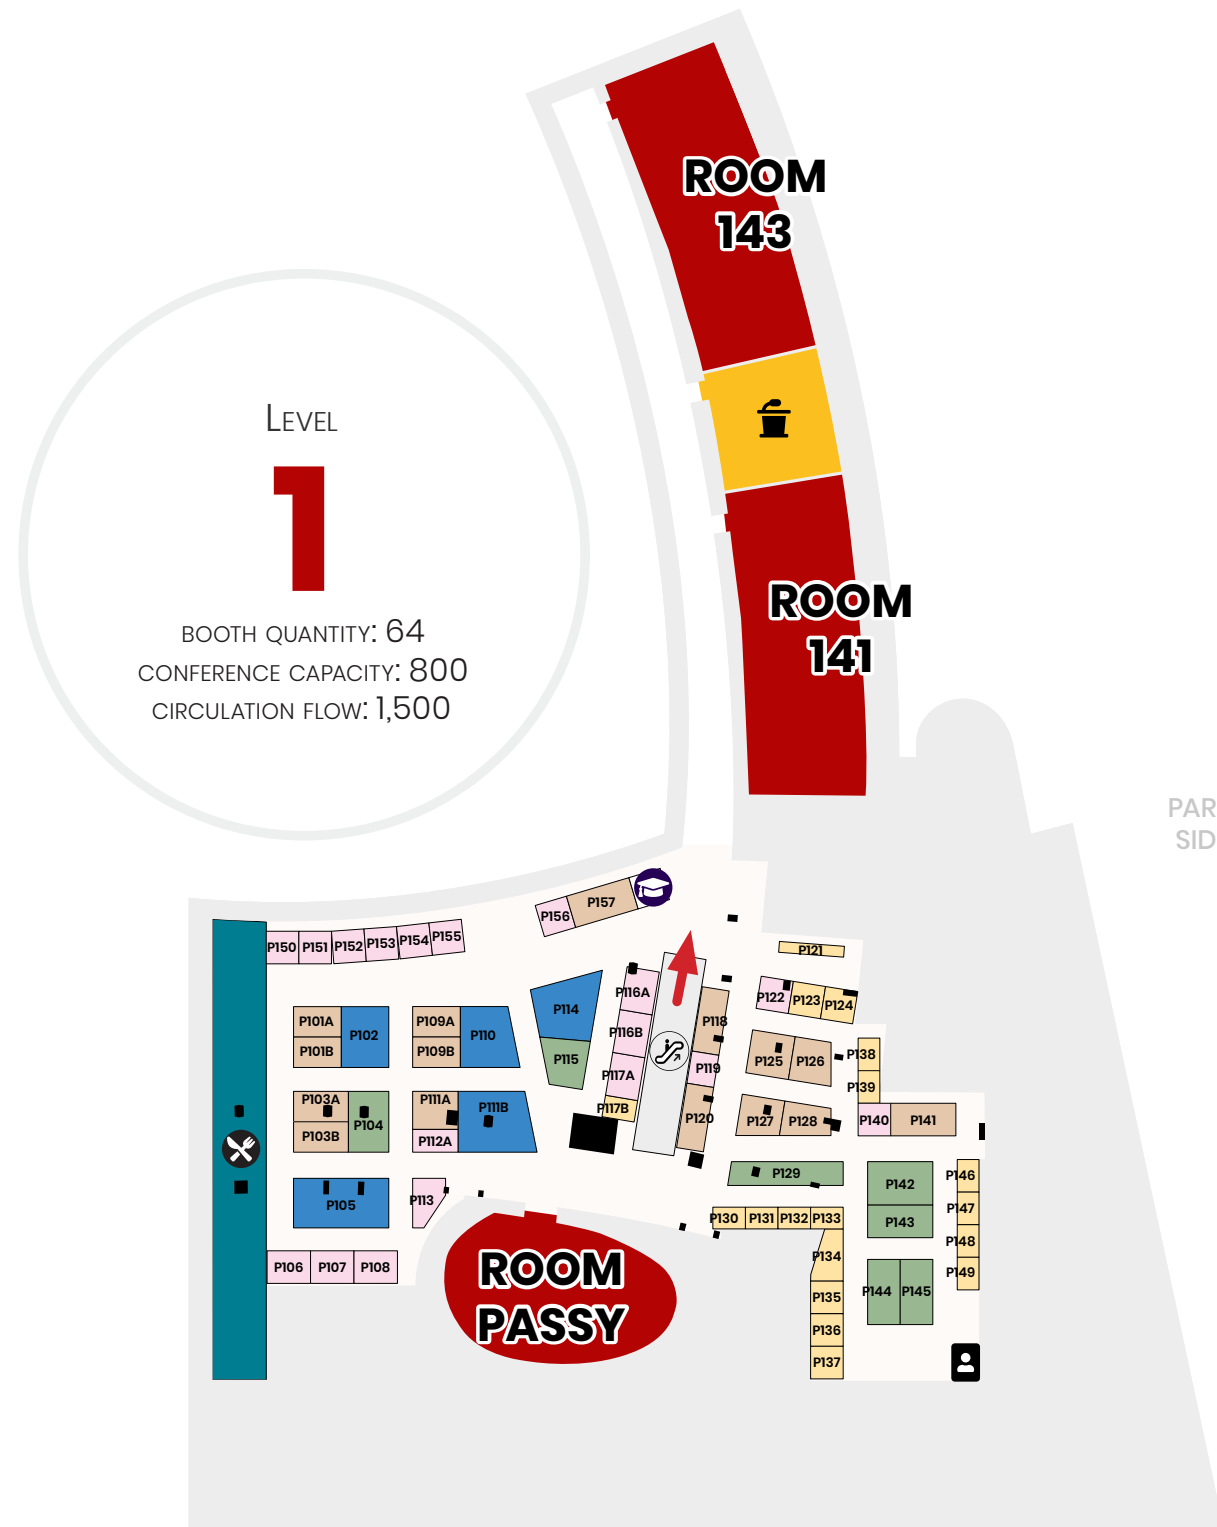 ROOM
143
LEVEL
1
BOOTH QUANTITY: 64
CONFERENCE CAPACITY: 800
CIRCULATION FLOW: 1,500
ROOM
141
PAR
SID
P156 P157
P150 P151 P152 P153 P154 P155
P121
P116A
P122 P123 P124
P101A P102 P109A P110 P114 P116B P118
P101B P109B P115 P117A P119 P125 P126 P138
P139
P103A P104 P111A P111B P117B P120 P127 P128 P140 P141
P103B P112A
P129 P142 P146
P105 P113 P143 P147
P130 P131 P132 P133 P148
P106 P107 P108 P134 P149
P144 P145
P135
P136
P137
ROOM
PASSY